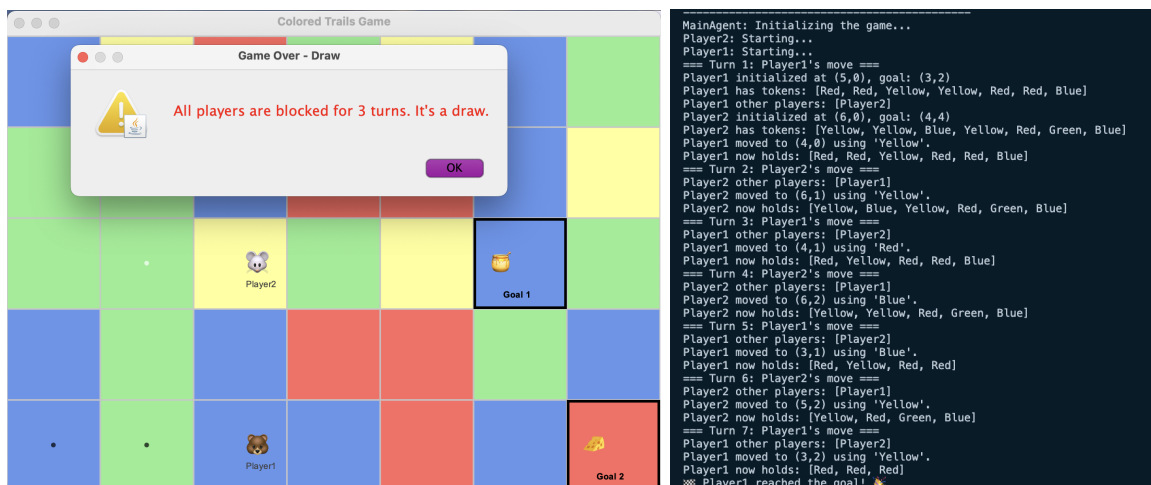 Colored Trails Game
Game Over - Draw
All players are blocked for 3 turns. It's a draw.
OK
Player2
Goal 1
Player1
Goal 2
MainAgent: Initializing the game...
Player2: Starting...
Player1: Starting...
=== Turn 1: Player1's move ===
Player1 initialized at (5,0), goal: (3,2)
Player1 has tokens: [Red, Red, Yellow, Yellow, Red, Red, Blue]
Player1 other players: [Player2]
Player2 initialized at (6,0), goal: (4,4)
Player2 has tokens: [Yellow, Yellow, Blue, Yellow, Red, Green, Blue]
Player1 moved to (4,0) using 'Yellow'.
Player1 now holds: [Red, Red, Yellow, Red, Red, Blue]
=== Turn 2: Player2's move ===
Player2 other players: [Player1]
Player2 moved to (6,1) using 'Yellow'.
Player2 now holds: [Yellow, Blue, Yellow, Red, Green, Blue]
=== Turn 3: Player1's move ===
Player1 other players: [Player2]
Player1 moved to (4,1) using 'Red'.
Player1 now holds: [Red, Yellow, Red, Red, Blue]
=== Turn 4: Player2's move ===
Player2 other players: [Player1]
Player2 moved to (6,2) using 'Blue'.
Player2 now holds: [Yellow, Yellow, Red, Green, Blue]
=== Turn 5: Player1's move ===
Player1 other players: [Player2]
Player1 moved to (3,1) using 'Blue'.
Player1 now holds: [Red, Yellow, Red, Red]
=== Turn 6: Player2's move ===
Player2 other players: [Player1]
Player2 moved to (5,2) using 'Yellow'.
Player2 now holds: [Yellow, Red, Green, Blue]
=== Turn 7: Player1's move ===
Player1 other players: [Player2]
Player1 moved to (3,2) using 'Yellow'.
Player1 now holds: [Red, Red, Red]
Player1 reached the goal!